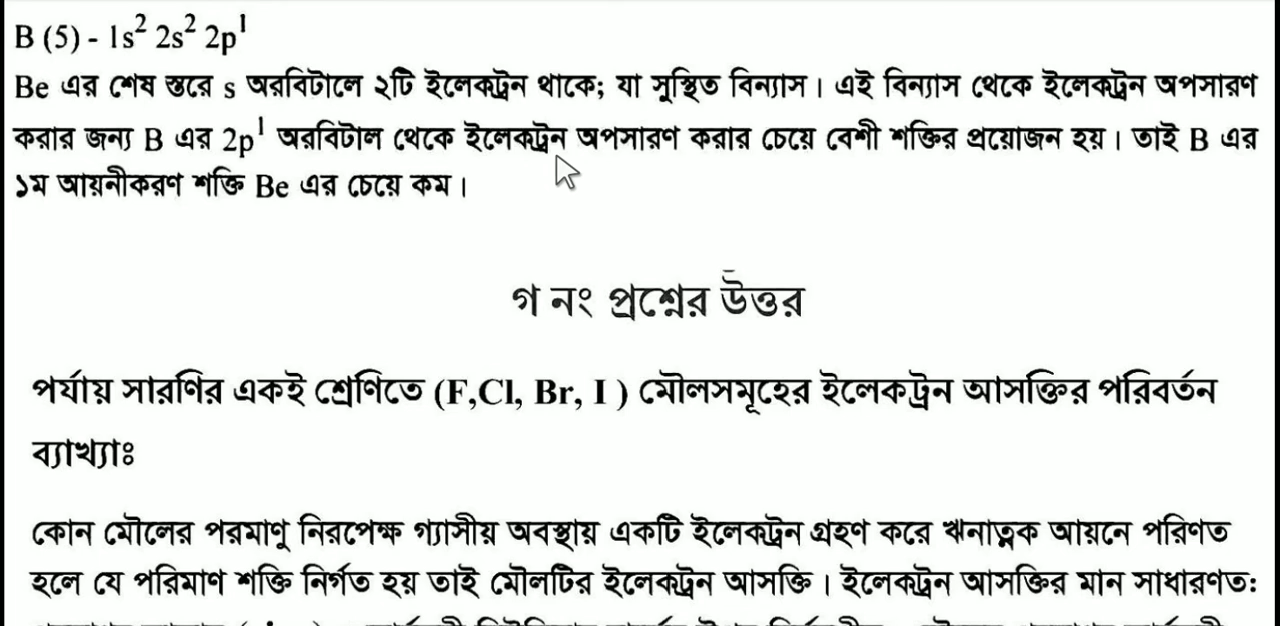 B (5) - 1s² 2s² 2p¹
Be এর শেষ স্তরে s অরবিটালে ২টি ইলেকট্রন থাকে; যা সুস্থিত বিন্যাস। এই বিন্যাস থেকে ইলেকট্রন অপসারণ
করার জন্য B এর 2p¹ অরবিটাল থেকে ইলেকট্রন অপসারণ করার চেয়ে বেশী শক্তির প্রয়োজন হয়। তাই B এর
১ম আয়নীকরণ শক্তি Be এর চেয়ে কম।
গ নং প্রশ্নের উত্তর
পর্যায় সারণির একই শ্রেণিতে (F,Cl, Br, I ) মৌলসমূহের ইলেকট্রন আসক্তির পরিবর্তন
ব্যাখ্যাঃ
কোন মৌলের পরমাণু নিরপেক্ষ গ্যাসীয় অবস্থায় একটি ইলেকট্রন গ্রহণ করে ঋনাত্নক আয়নে পরিণত
হলে যে পরিমাণ শক্তি নির্গত হয় তাই মৌলটির ইলেকট্রন আসক্তি। ইলেকট্রন আসক্তির মান সাধারণত: